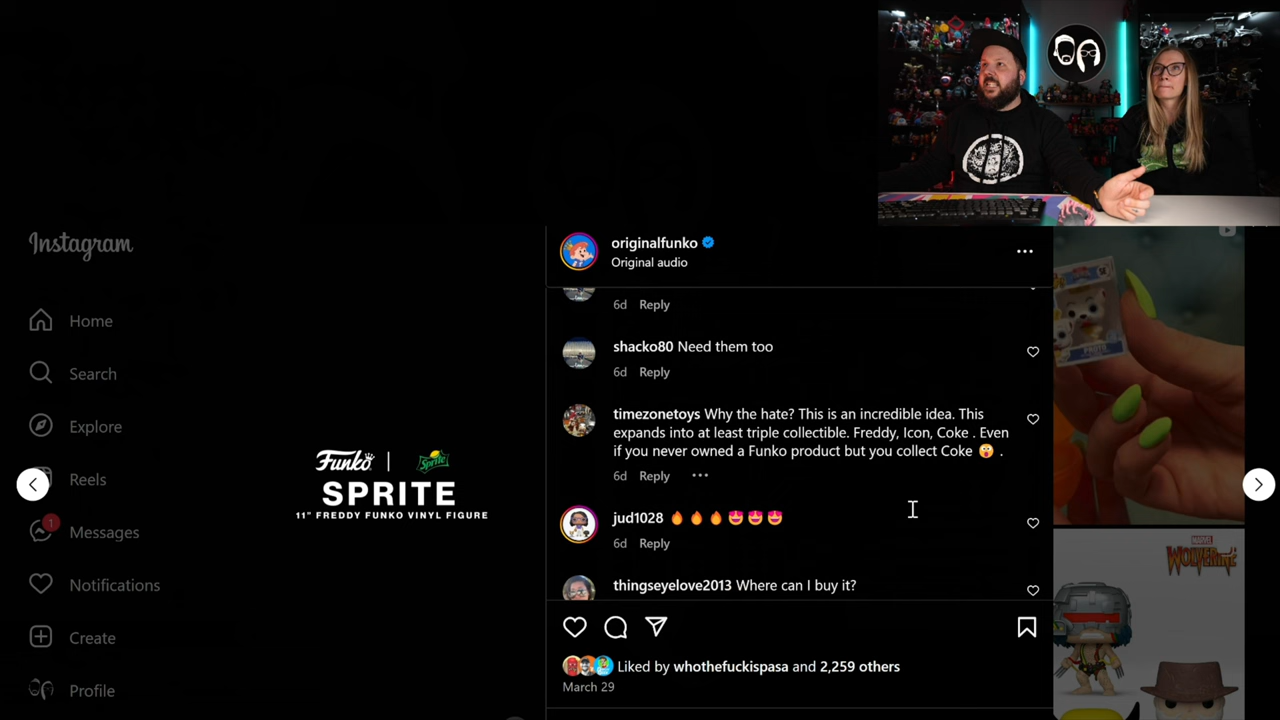 Instagram
Home
Search
Explore
Reels
1
Messages
Notifications
Create
Profile
Funko | Sprite
SPRITE
11" FREDDY FUNKO VINYL FIGURE
originalfunko
Original audio
6d Reply
shacko80 Need them too
6d Reply
timezonetoys Why the hate? This is an incredible idea. This
expands into at least triple collectible. Freddy, Icon, Coke . Even
if you never owned a Funko product but you collect Coke 😲 .
6d Reply
jud1028 🔥🔥🔥😍😍😍
6d Reply
thingseyelove2013 Where can I buy it?
Liked by whothefuckispasa and 2,259 others
March 29
MARVEL
WOLVERINE